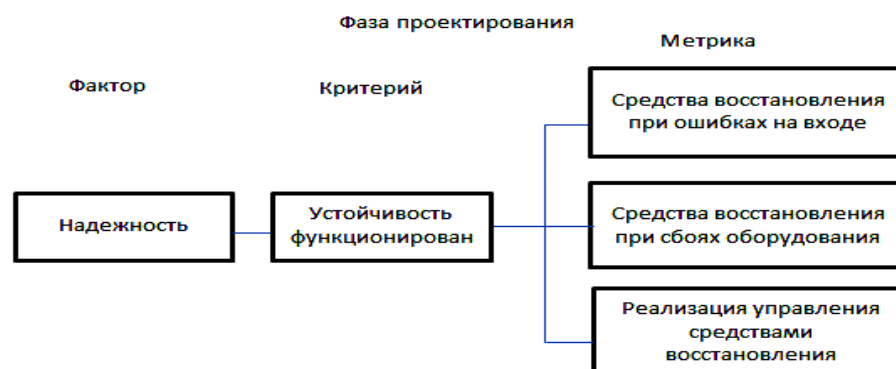 Фаза проектирования
Метрика
Фактор
Критерий
Средства восстановления
при ошибках на входе
Надежность
Устойчивость
функционирован
Средства восстановления
при сбоях оборудования
Реализация управления
средствами
восстановления